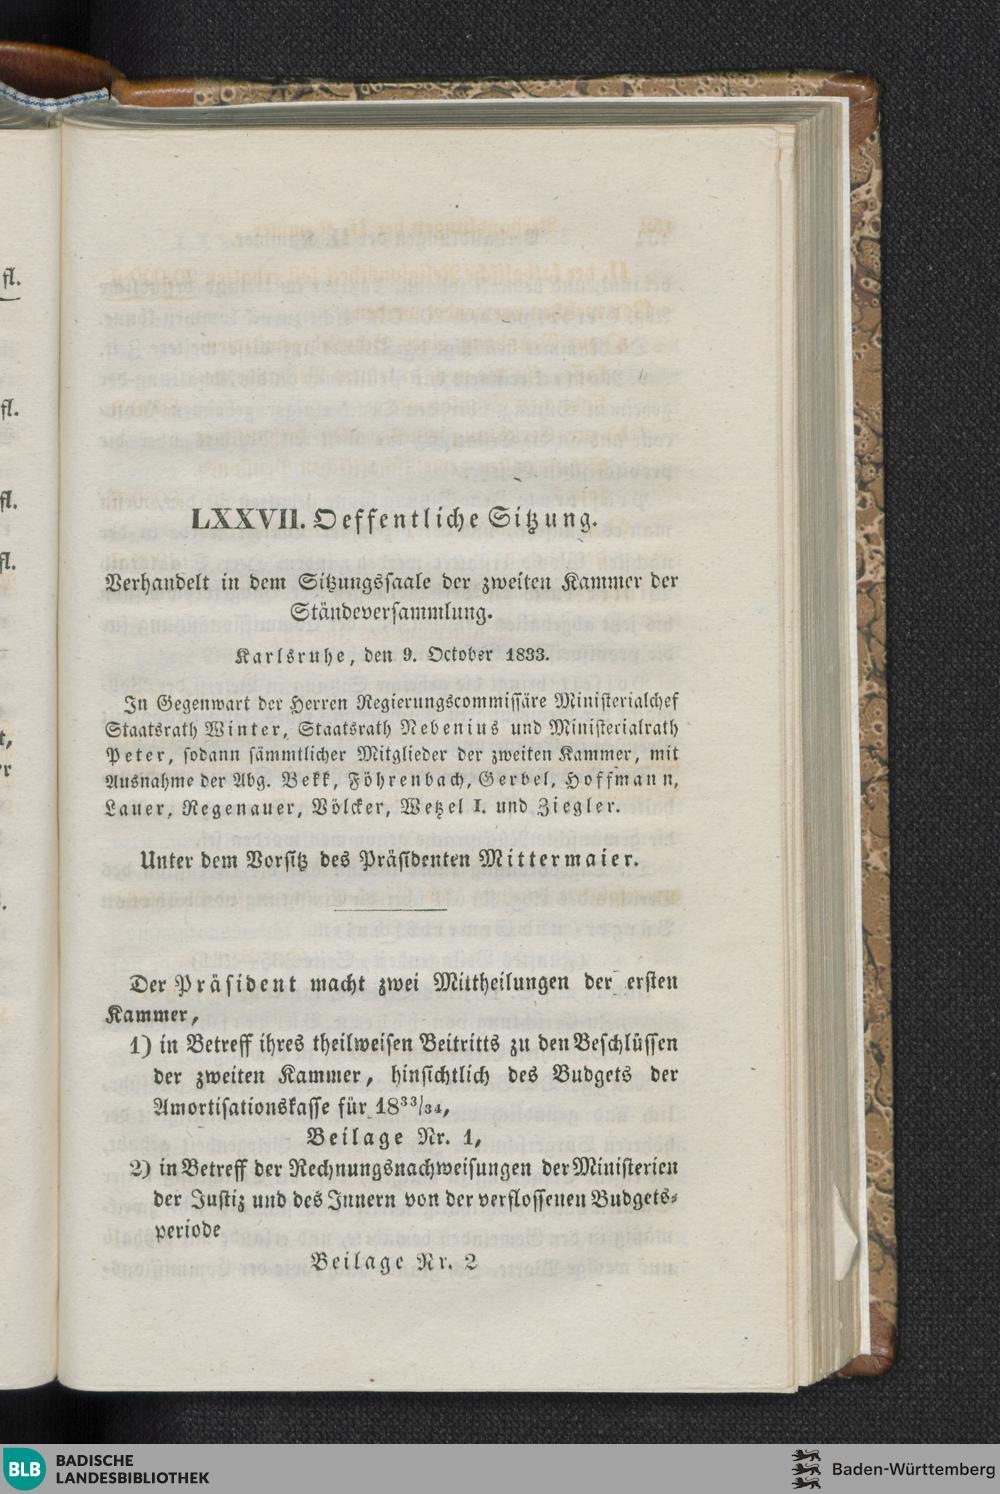 fl.
fl.
fl.
fl.
LXXVII. Oeffentliche Sitzung.
Verhandelt in dem Sitzungssaale der zweiten Kammer der
Ständeversammlung.
Karlsruhe, den 9. October 1833.
In Gegenwart der Herren Regierungscommissäre Ministerialchef
Staatsrath Winter, Staatsrath Nebenius und Ministerialrath
Peter, sodann sämmtlicher Mitglieder der zweiten Kammer, mit
Ausnahme der Abg. Bekk, Föhrenbach, Gerbel, Hoffmann,
Lauer, Regenauer, Völcker, Wetzel I. und Ziegler.
Unter dem Vorsitz des Präsidenten Mittermaier.
Der Präsident macht zwei Mittheilungen der ersten
Kammer,
1) in Betreff ihres theilweisen Beitritts zu den Beschlüssen
der zweiten Kammer, hinsichtlich des Budgets der
Amortisationskasse für 18³³/₃₄,
Beilage Nr. 1,
2) in Betreff der Rechnungsnachweisungen der Ministerien
der Justiz und des Innern von der verflossenen Budgets-
periode
Beilage Nr. 2
BLB BADISCHE
LANDESBIBLIOTHEK
Baden-Württemberg